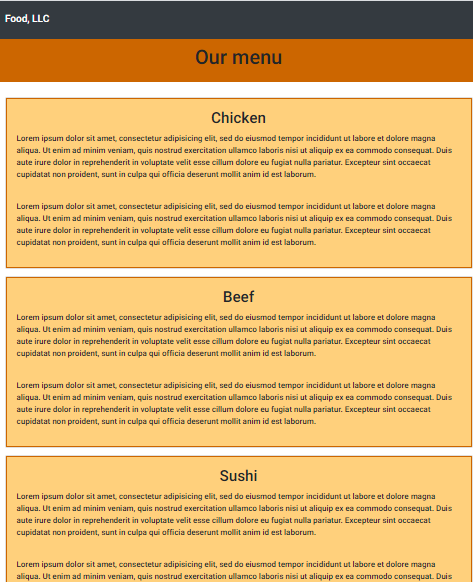 Food, LLC
Our menu
Chicken
Lorem ipsum dolor sit amet, consectetur adipisicing elit, sed do eiusmod tempor incididunt ut labore et dolore magna
aliqua. Ut enim ad minim veniam, quis nostrud exercitation ullamco laboris nisi ut aliquip ex ea commodo consequat. Duis
aute irure dolor in reprehenderit in voluptate velit esse cillum dolore eu fugiat nulla pariatur. Excepteur sint occaecat
cupidatat non proident, sunt in culpa qui officia deserunt mollit anim id est laborum.
Lorem ipsum dolor sit amet, consectetur adipisicing elit, sed do eiusmod tempor incididunt ut labore et dolore magna
aliqua. Ut enim ad minim veniam, quis nostrud exercitation ullamco laboris nisi ut aliquip ex ea commodo consequat. Duis
aute irure dolor in reprehenderit in voluptate velit esse cillum dolore eu fugiat nulla pariatur. Excepteur sint occaecat
cupidatat non proident, sunt in culpa qui officia deserunt mollit anim id est laborum.
Beef
Lorem ipsum dolor sit amet, consectetur adipisicing elit, sed do eiusmod tempor incididunt ut labore et dolore magna
aliqua. Ut enim ad minim veniam, quis nostrud exercitation ullamco laboris nisi ut aliquip ex ea commodo consequat. Duis
aute irure dolor in reprehenderit in voluptate velit esse cillum dolore eu fugiat nulla pariatur. Excepteur sint occaecat
cupidatat non proident, sunt in culpa qui officia deserunt mollit anim id est laborum.
Lorem ipsum dolor sit amet, consectetur adipisicing elit, sed do eiusmod tempor incididunt ut labore et dolore magna
aliqua. Ut enim ad minim veniam, quis nostrud exercitation ullamco laboris nisi ut aliquip ex ea commodo consequat. Duis
aute irure dolor in reprehenderit in voluptate velit esse cillum dolore eu fugiat nulla pariatur. Excepteur sint occaecat
cupidatat non proident, sunt in culpa qui officia deserunt mollit anim id est laborum.
Sushi
Lorem ipsum dolor sit amet, consectetur adipisicing elit, sed do eiusmod tempor incididunt ut labore et dolore magna
aliqua. Ut enim ad minim veniam, quis nostrud exercitation ullamco laboris nisi ut aliquip ex ea commodo consequat. Duis
aute irure dolor in reprehenderit in voluptate velit esse cillum dolore eu fugiat nulla pariatur. Excepteur sint occaecat
cupidatat non proident, sunt in culpa qui officia deserunt mollit anim id est laborum.
Lorem ipsum dolor sit amet, consectetur adipisicing elit, sed do eiusmod tempor incididunt ut labore et dolore magna
aliqua. Ut enim ad minim veniam, quis nostrud exercitation ullamco laboris nisi ut aliquip ex ea commodo consequat. Duis